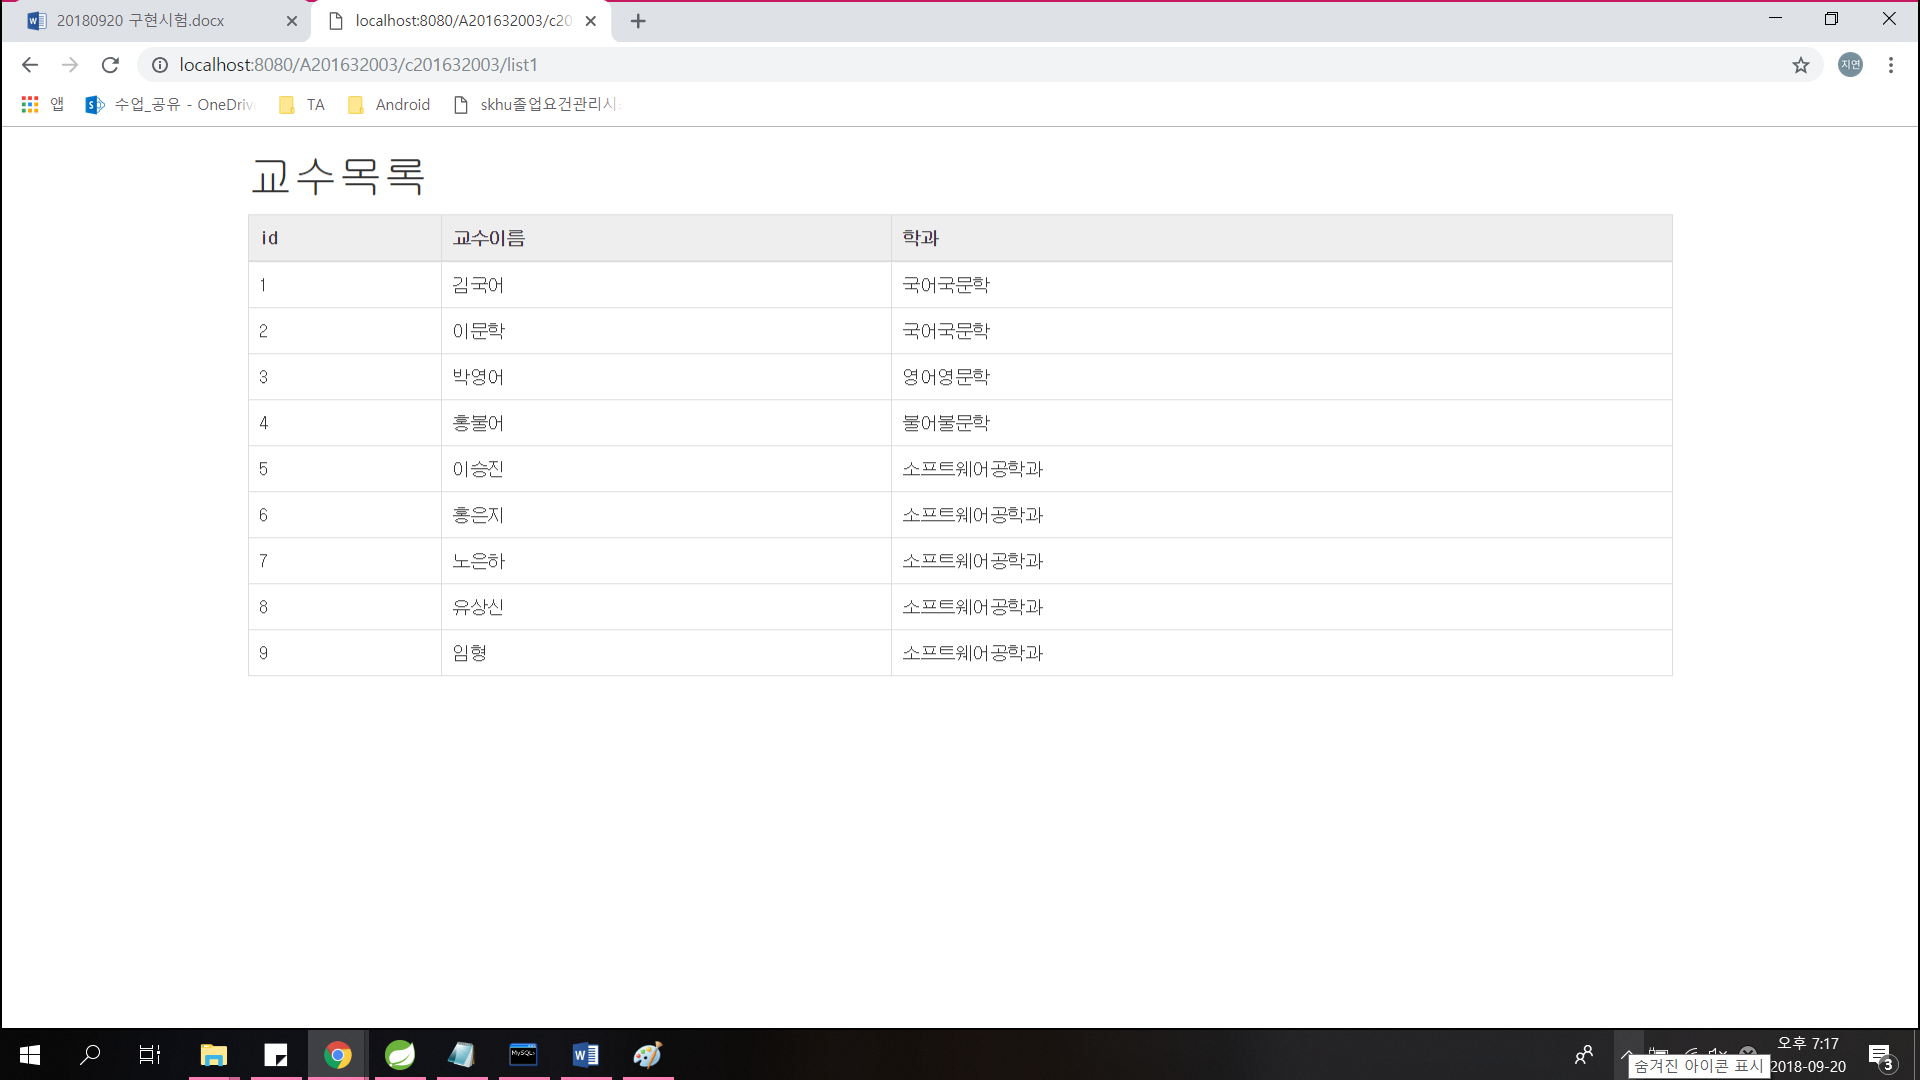 20180920 구현시험.docx
localhost:8080/A201632003/c20
localhost:8080/A201632003/c201632003/list1
지연
앱
수업_공유 - OneDriv
TA
Android
skhu졸업요건관리시
교수목록
id 교수이름 학과
1 김국어 국어국문학
2 이문학 국어국문학
3 박영어 영어영문학
4 홍불어 불어불문학
5 이승진 소프트웨어공학과
6 홍은지 소프트웨어공학과
7 노은하 소프트웨어공학과
8 유상신 소프트웨어공학과
9 임형 소프트웨어공학과
MySQL
오후 7:17
숨겨진 아이콘 표시
2018-09-20
3